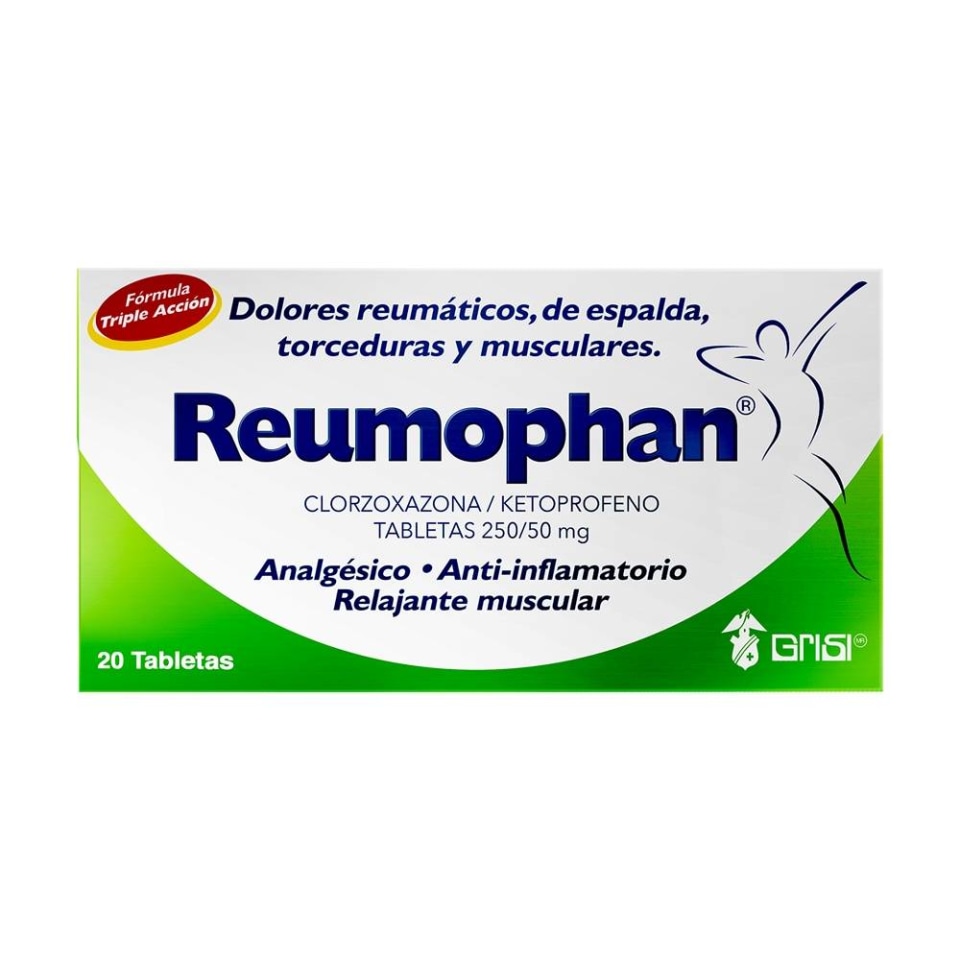 Fórmula
Triple Acción
Dolores reumáticos, de espalda,
torceduras y musculares.
Reumophan®
CLORZOXAZONA / KETOPROFENO
TABLETAS 250/50 mg
Analgésico • Anti-inflamatorio
Relajante muscular
20 Tabletas
GRISI MR